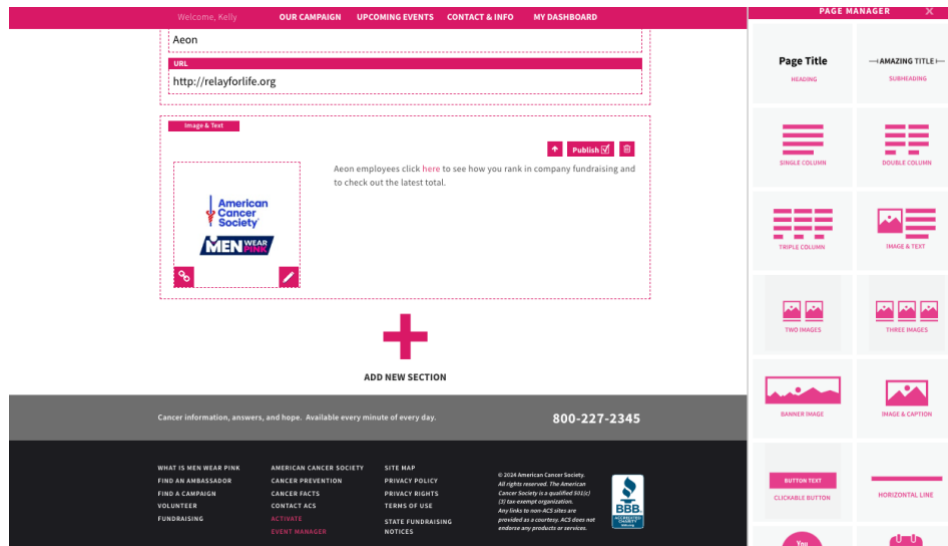 Welcome, Kelly
OUR CAMPAIGN
UPCOMING EVENTS
CONTACT & INFO
MY DASHBOARD
PAGE MANAGER
Aeon
URL
http://relayforlife.org
Image & Text
Publish
Aeon employees click here to see how you rank in company fundraising and
to check out the latest total.
American
Cancer
Society
MEN WEAR
PINK
ADD NEW SECTION
Page Title
HEADING
AMAZING TITLE
SUBHEADING
SINGLE COLUMN
DOUBLE COLUMN
TRIPLE COLUMN
IMAGE & TEXT
TWO IMAGES
THREE IMAGES
BANNER IMAGE
IMAGE & CAPTION
BUTTON TEXT
CLICKABLE BUTTON
HORIZONTAL LINE
You
Cancer information, answers, and hope. Available every minute of every day.
800-227-2345
WHAT IS MEN WEAR PINK
FIND AN AMBASSADOR
FIND A CAMPAIGN
VOLUNTEER
FUNDRAISING
AMERICAN CANCER SOCIETY
CANCER PREVENTION
CANCER FACTS
CONTACT ACS
ACTIVATE
EVENT MANAGER
SITE MAP
PRIVACY POLICY
PRIVACY RIGHTS
TERMS OF USE
STATE FUNDRAISING
NOTICES
© 2024 American Cancer Society.
All rights reserved. The American
Cancer Society is a qualified 501(c)
(3) tax-exempt organization.
Any links to non-ACS sites are
provided as a courtesy. ACS does not
endorse any products or services.
BBB
ACCREDITED
CHARITY